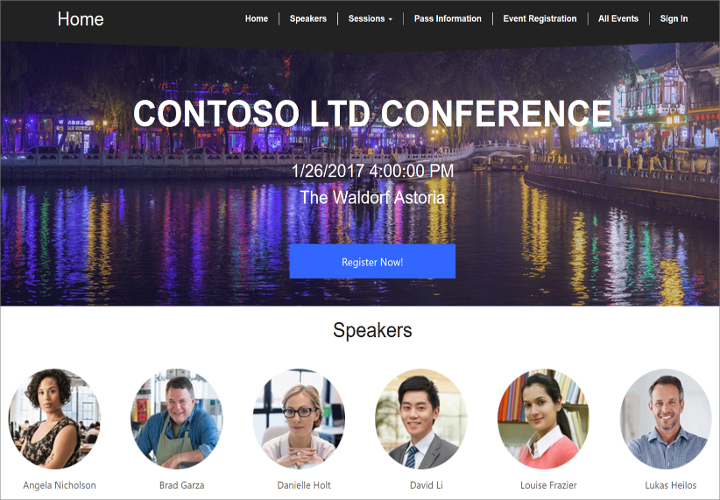 Home
Home Speakers Sessions Pass Information Event Registration All Events Sign In
CONTOSO LTD CONFERENCE
1/26/2017 4:00:00 PM
The Waldorf Astoria
Register Now!
Speakers
Angela Nicholson Brad Garza Danielle Holt David Li Louise Frazier Lukas Heilos